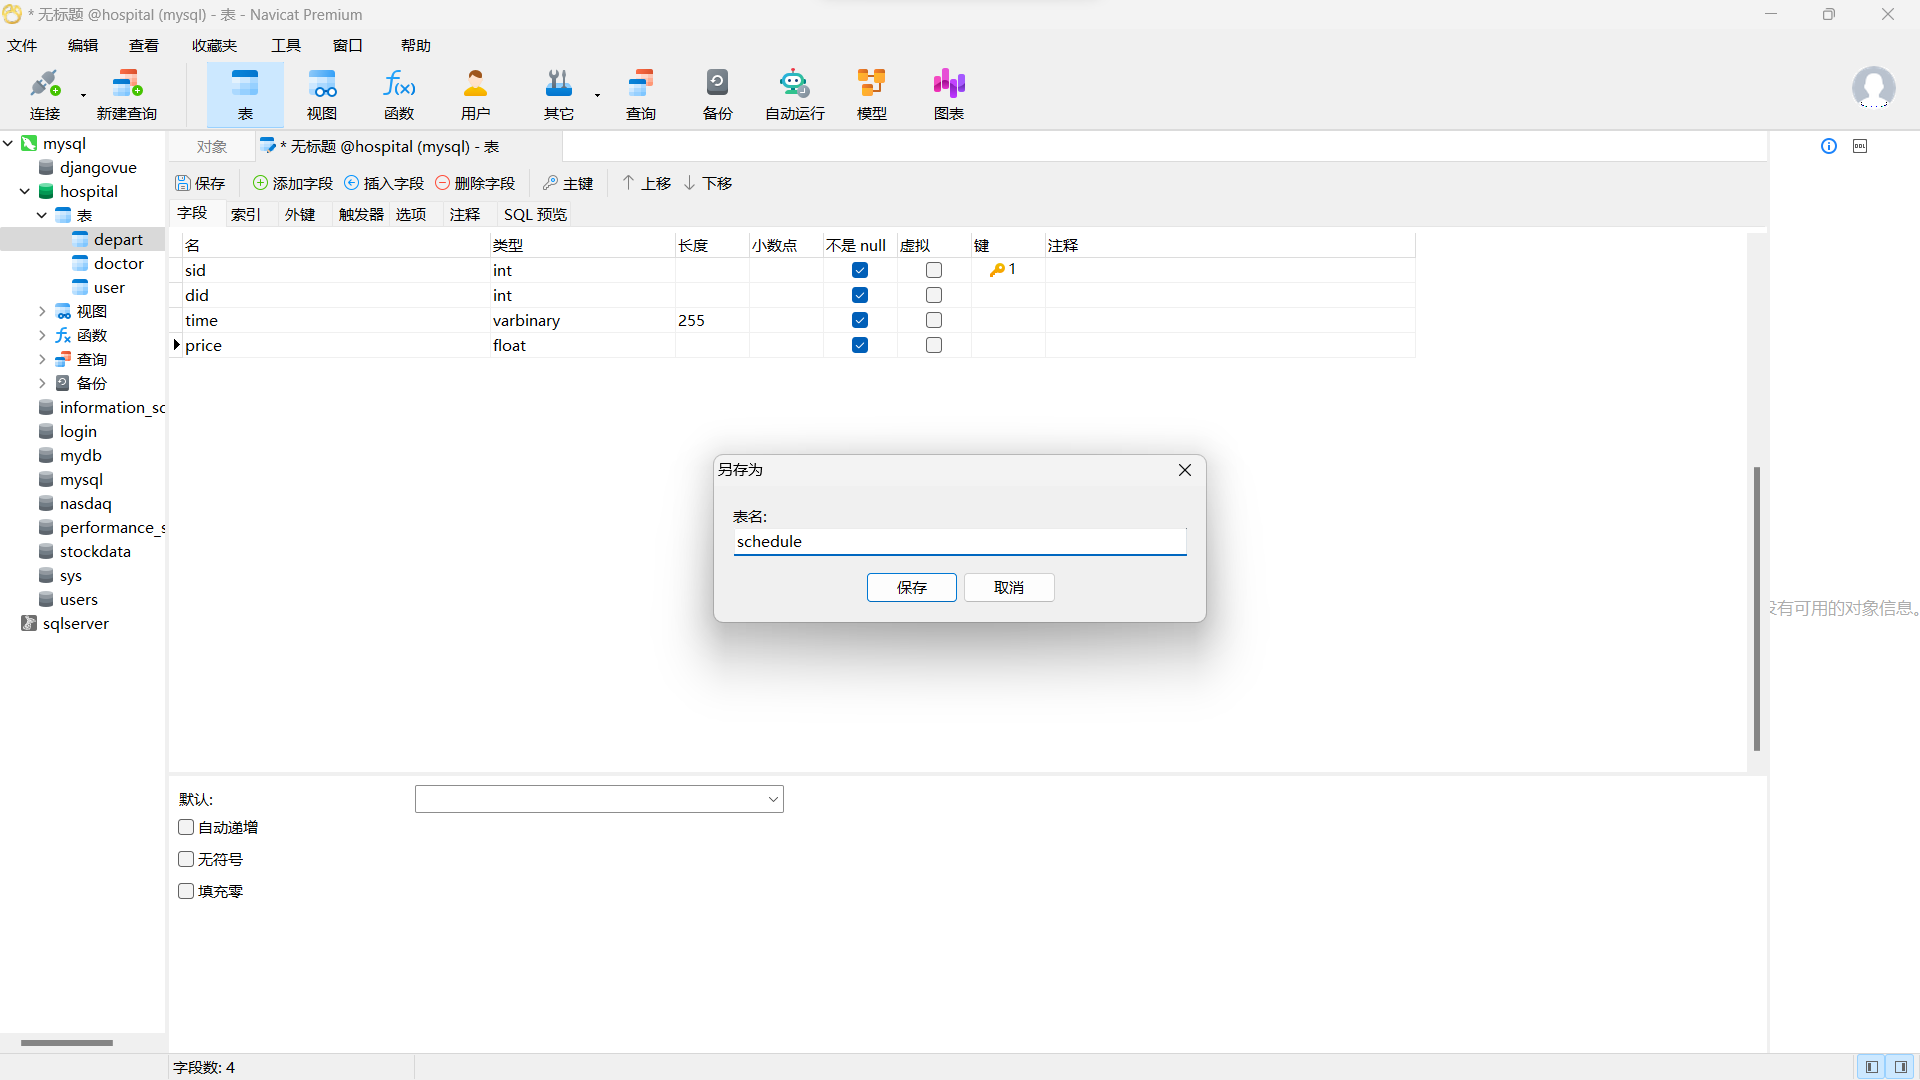 * 无标题 @hospital (mysql) - 表 - Navicat Premium
文件 编辑 查看 收藏夹 工具 窗口 帮助
连接 新建查询 表 视图 函数 用户 其它 查询 备份 自动运行 模型 图表
mysql
djangovue
hospital
表
depart
doctor
user
视图
函数
查询
备份
information_sc
login
mydb
mysql
nasdaq
performance_s
stockdata
sys
users
sqlserver
对象 * 无标题 @hospital (mysql) - 表
保存 添加字段 插入字段 删除字段 主键 上移 下移
字段 索引 外键 触发器 选项 注释 SQL 预览
名 类型 长度 小数点 不是 null 虚拟 键 注释
sid int 1
did int
time varbinary 255
price float
另存为
表名:
schedule
保存 取消
默认:
自动递增
无符号
填充零
没有可用的对象信息。
字段数: 4